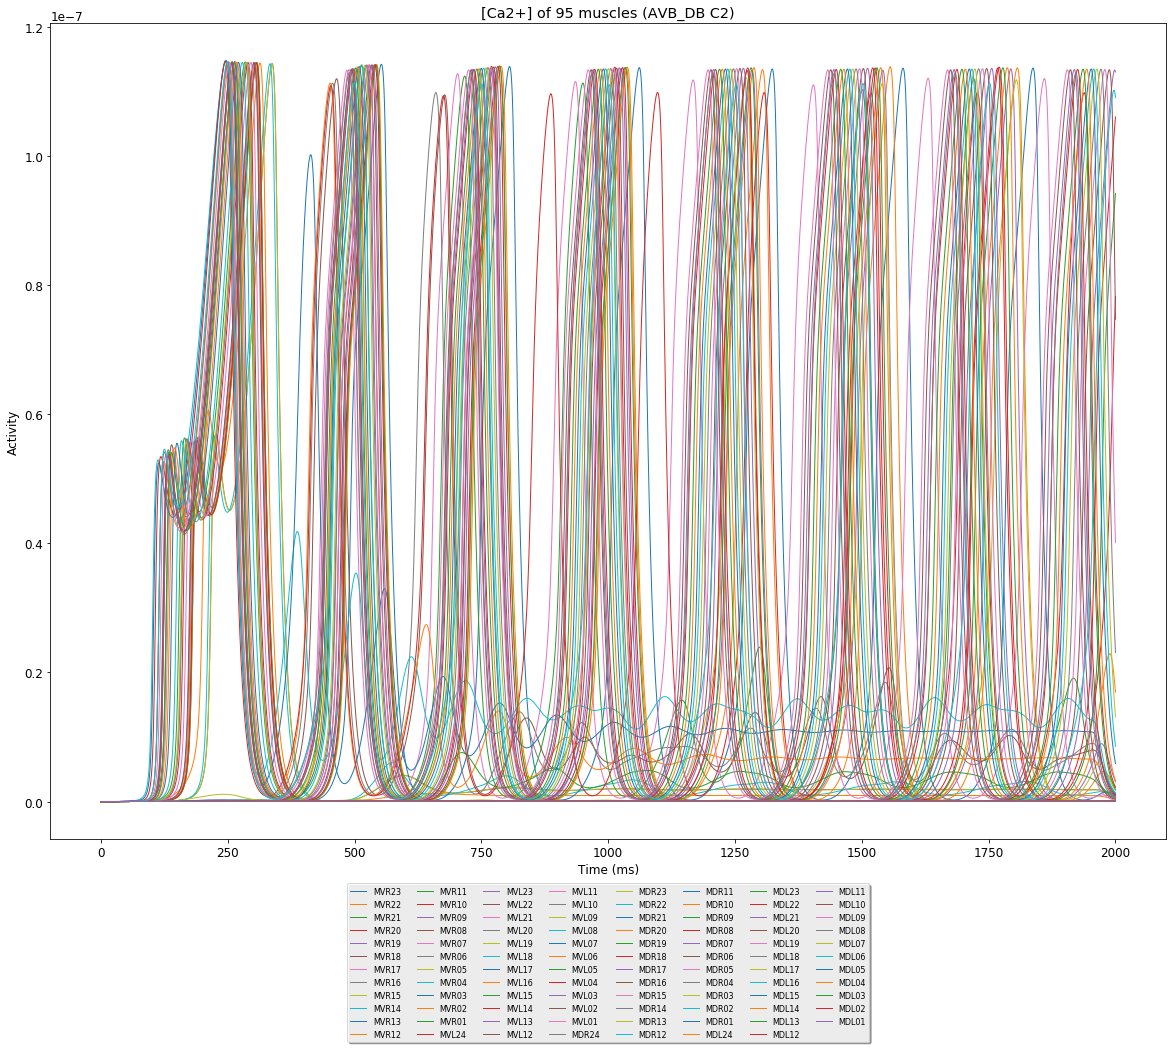 [Ca2+] of 95 muscles (AVB_DB C2)
1e−7
1.2
1.0
0.8
0.6
0.4
0.2
0.0
Activity
0 250 500 750 1000 1250 1500 1750 2000
Time (ms)
MVR23 MVR11 MVL23 MVL11 MDR23 MDR11 MDL23 MDL11
MVR22 MVR10 MVL22 MVL10 MDR22 MDR10 MDL22 MDL10
MVR21 MVR09 MVL21 MVL09 MDR21 MDR09 MDL21 MDL09
MVR20 MVR08 MVL20 MVL08 MDR20 MDR08 MDL20 MDL08
MVR19 MVR07 MVL19 MVL07 MDR19 MDR07 MDL19 MDL07
MVR18 MVR06 MVL18 MVL06 MDR18 MDR06 MDL18 MDL06
MVR17 MVR05 MVL17 MVL05 MDR17 MDR05 MDL17 MDL05
MVR16 MVR04 MVL16 MVL04 MDR16 MDR04 MDL16 MDL04
MVR15 MVR03 MVL15 MVL03 MDR15 MDR03 MDL15 MDL03
MVR14 MVR02 MVL14 MVL02 MDR14 MDR02 MDL14 MDL02
MVR13 MVR01 MVL13 MVL01 MDR13 MDR01 MDL13 MDL01
MVR12 MVL24 MVL12 MDR24 MDR12 MDL24 MDL12